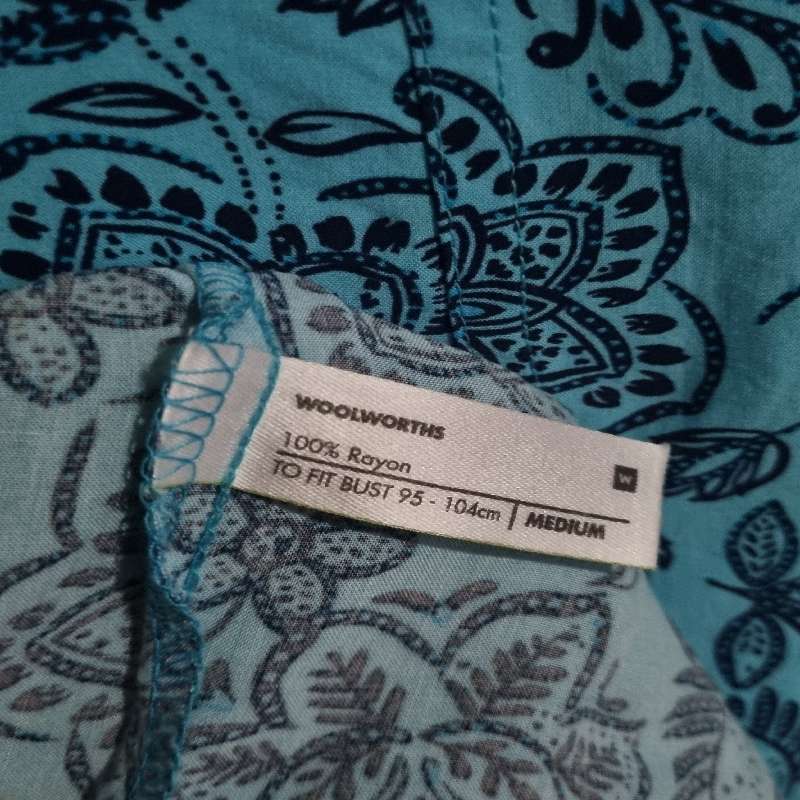 WOOLWORTHS
100% Rayon
W
TO FIT BUST 95 - 104cm | MEDIUM